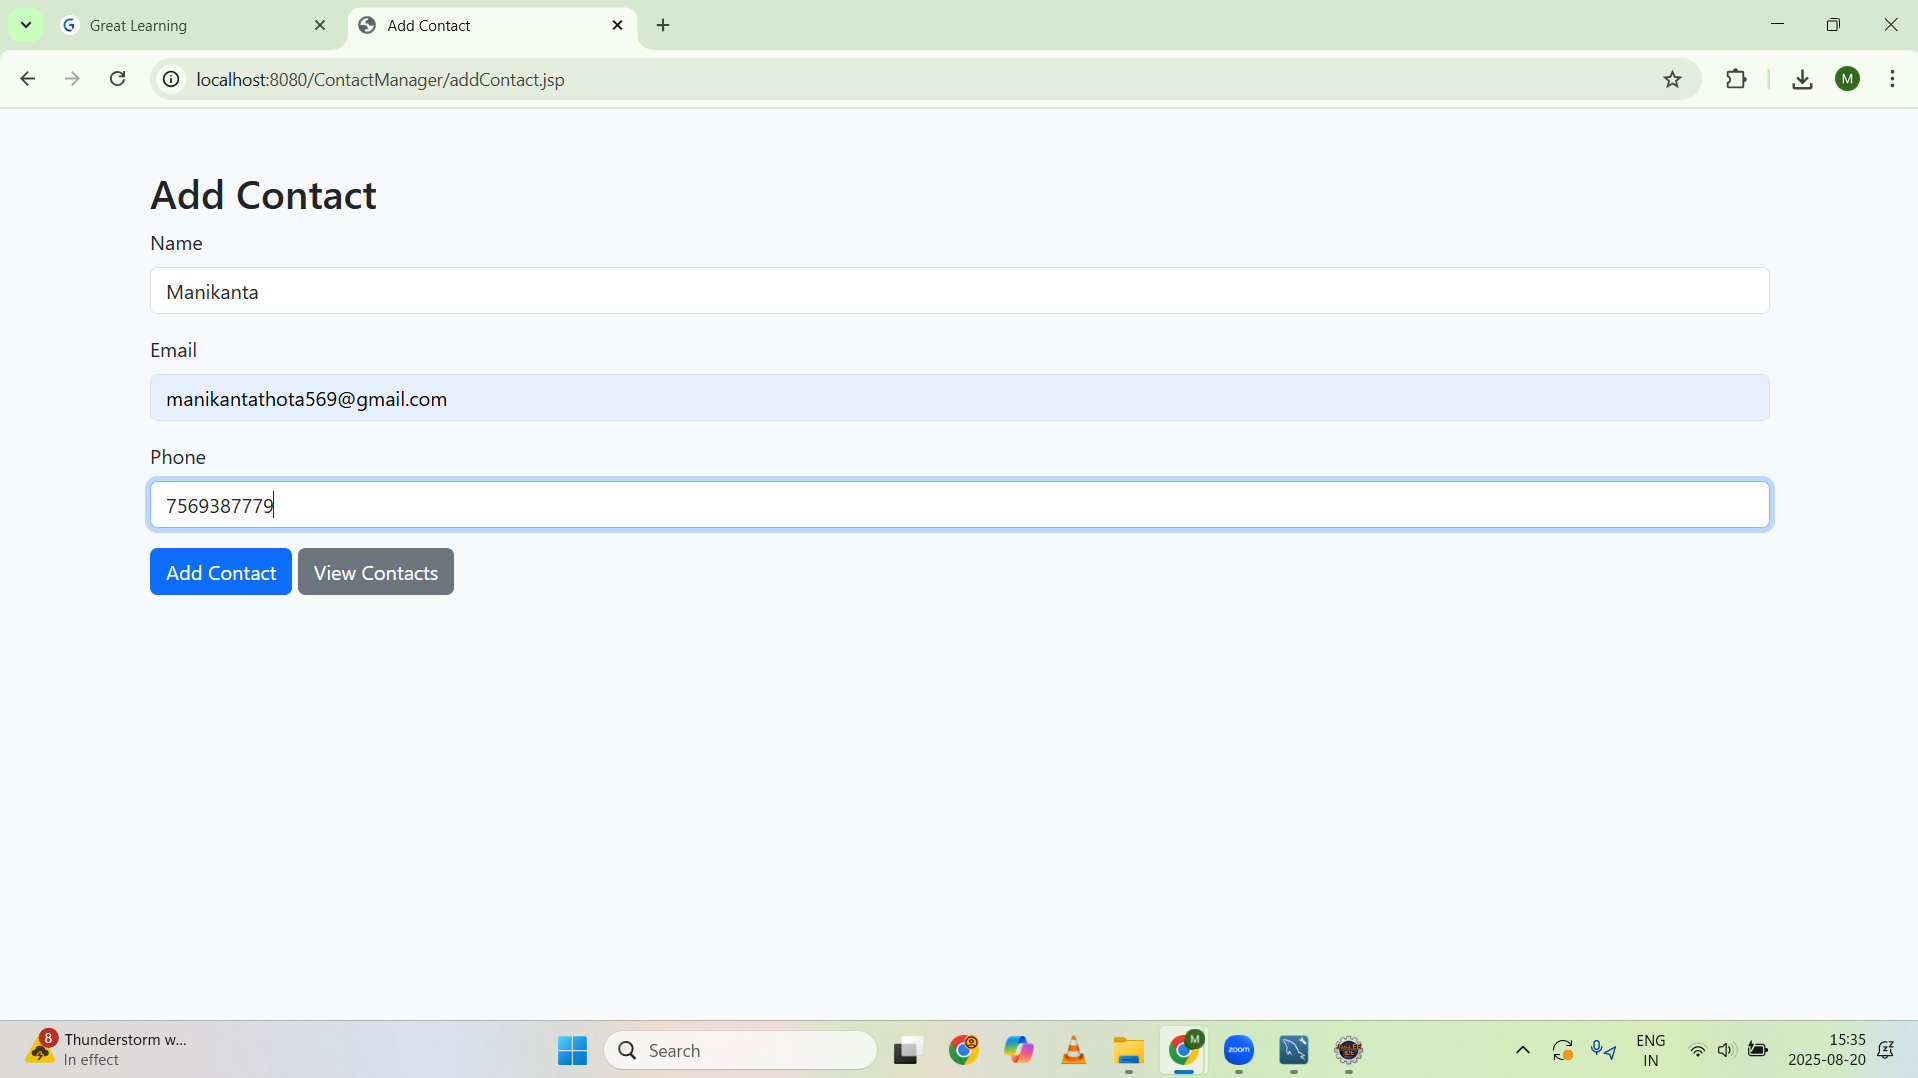 Great Learning
Add Contact
localhost:8080/ContactManager/addContact.jsp
M
Add Contact
Name
Manikanta
Email
manikantathota569@gmail.com
Phone
7569387779
Add Contact
View Contacts
8
Thunderstorm w...
In effect
Search
M
zoom
ENG
IN
15:35
2025-08-20